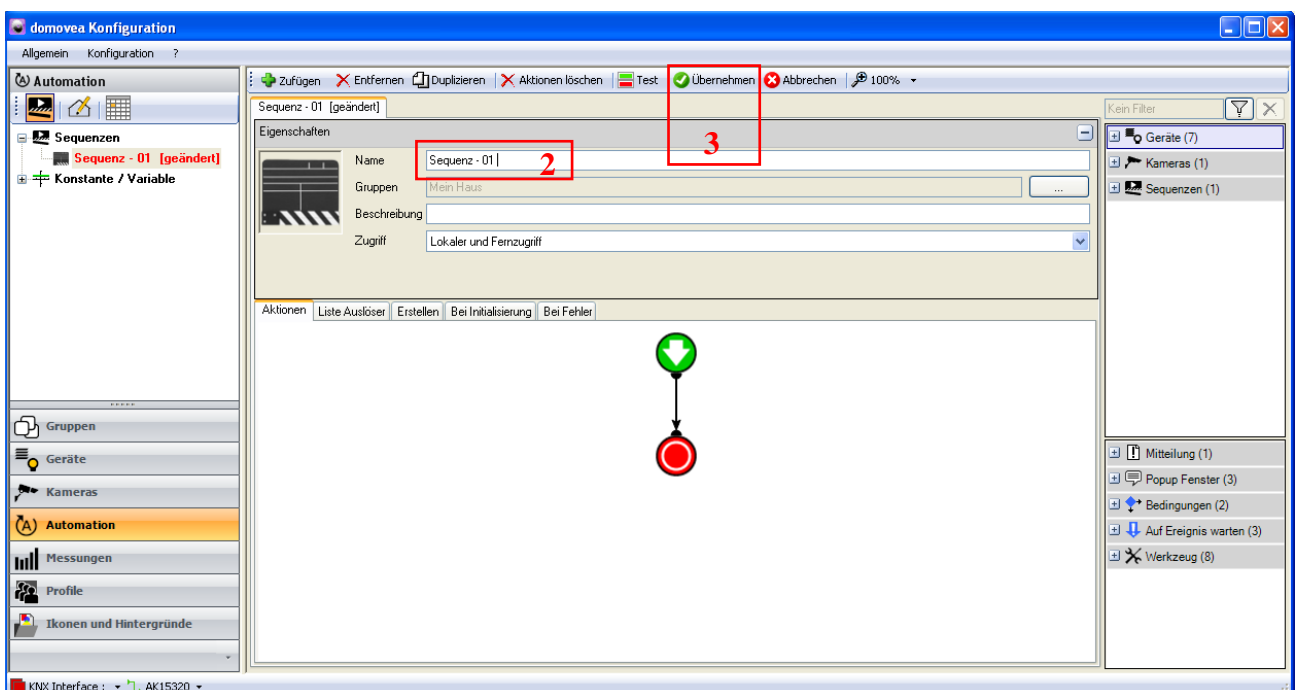 domovea Konfiguration
Allgemein Konfiguration ?
Automation
Sequenzen
Sequenz - 01 [geändert]
Konstante / Variable
Gruppen
Geräte
Kameras
Automation
Messungen
Profile
Ikonen und Hintergründe
Zufügen Entfernen Duplizieren Aktionen löschen Test Übernehmen Abbrechen 100%
Sequenz - 01 [geändert]
Eigenschaften
3
Name Sequenz - 01 2
Gruppen Mein Haus ...
Beschreibung
Zugriff Lokaler und Fernzugriff
Aktionen Liste Auslöser Erstellen Bei Initialisierung Bei Fehler
Kein Filter
Geräte (7)
Kameras (1)
Sequenzen (1)
Mitteilung (1)
Popup Fenster (3)
Bedingungen (2)
Auf Ereignis warten (3)
Werkzeug (8)
KNX Interface : AK15320